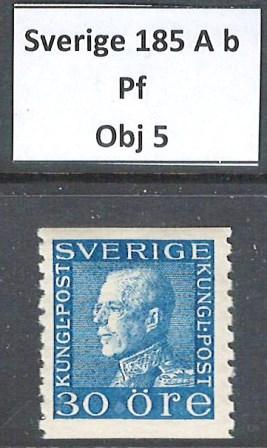 Sverige 185 A b
Pf
Obj 5
SVERIGE
KUNGL-POST
KUNGL-POST
30 ÖRE